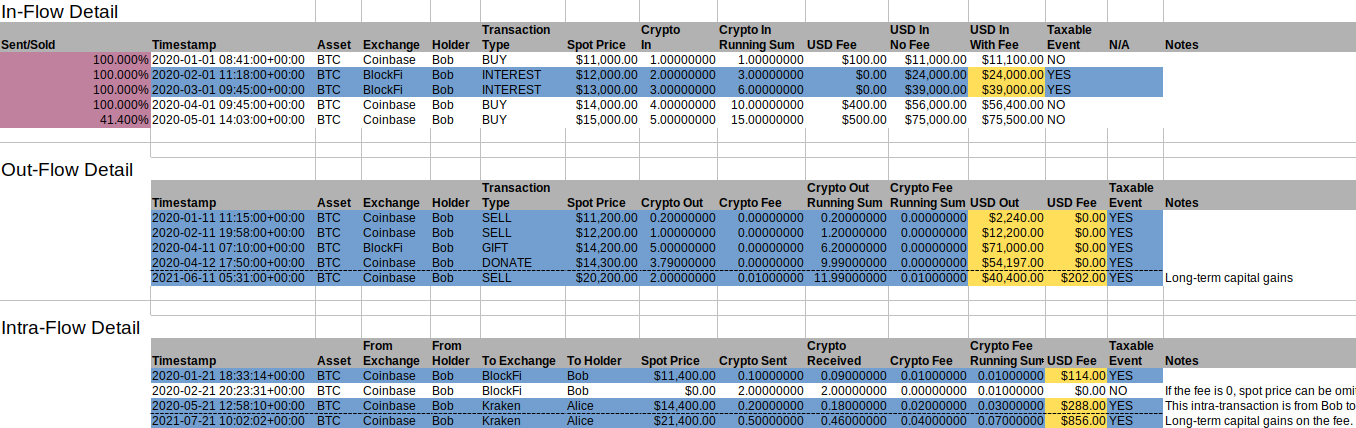 In-Flow Detail
Transaction Crypto Crypto In USD In USD In Taxable
Sent/Sold Timestamp Asset Exchange Holder Type Spot Price In Running Sum USD Fee No Fee With Fee Event N/A Notes
100.000% 2020-01-01 08:41:00+00:00 BTC Coinbase Bob BUY $11,000.00 1.00000000 1.00000000 $100.00 $11,000.00 $11,100.00 NO
100.000% 2020-02-01 11:18:00+00:00 BTC BlockFi Bob INTEREST $12,000.00 2.00000000 3.00000000 $0.00 $24,000.00 $24,000.00 YES
100.000% 2020-03-01 09:45:00+00:00 BTC BlockFi Bob INTEREST $13,000.00 3.00000000 6.00000000 $0.00 $39,000.00 $39,000.00 YES
100.000% 2020-04-01 09:45:00+00:00 BTC Coinbase Bob BUY $14,000.00 4.00000000 10.00000000 $400.00 $56,000.00 $56,400.00 NO
41.400% 2020-05-01 14:03:00+00:00 BTC Coinbase Bob BUY $15,000.00 5.00000000 15.00000000 $500.00 $75,000.00 $75,500.00 NO
Out-Flow Detail
Transaction Crypto Out Crypto Fee Taxable
Timestamp Asset Exchange Holder Type Spot Price Crypto Out Crypto Fee Running Sum Running Sum USD Out USD Fee Event Notes
2020-01-11 11:15:00+00:00 BTC Coinbase Bob SELL $11,200.00 0.20000000 0.00000000 0.20000000 0.00000000 $2,240.00 $0.00 YES
2020-02-11 19:58:00+00:00 BTC Coinbase Bob SELL $12,200.00 1.00000000 0.00000000 1.20000000 0.00000000 $12,200.00 $0.00 YES
2020-04-11 07:10:00+00:00 BTC BlockFi Bob GIFT $14,200.00 5.00000000 0.00000000 6.20000000 0.00000000 $71,000.00 $0.00 YES
2020-04-12 17:50:00+00:00 BTC Coinbase Bob DONATE $14,300.00 3.79000000 0.00000000 9.99000000 0.00000000 $54,197.00 $0.00 YES
2021-06-11 05:31:00+00:00 BTC Coinbase Bob SELL $20,200.00 2.00000000 0.01000000 11.99000000 0.01000000 $40,400.00 $202.00 YES Long-term capital gains
Intra-Flow Detail
From From Crypto Crypto Fee Taxable
Timestamp Asset Exchange Holder To Exchange To Holder Spot Price Crypto Sent Received Crypto Fee Running Sum USD Fee Event Notes
2020-01-21 18:33:14+00:00 BTC Coinbase Bob BlockFi Bob $11,400.00 0.10000000 0.09000000 0.01000000 0.01000000 $114.00 YES
2020-02-21 20:23:31+00:00 BTC Coinbase Bob BlockFi Bob $0.00 2.00000000 2.00000000 0.00000000 0.01000000 $0.00 NO If the fee is 0, spot price can be omi
2020-05-21 12:58:10+00:00 BTC Coinbase Bob Kraken Alice $14,400.00 0.20000000 0.18000000 0.02000000 0.03000000 $288.00 YES This intra-transaction is from Bob to
2021-07-21 10:02:02+00:00 BTC Coinbase Bob Kraken Alice $21,400.00 0.50000000 0.46000000 0.04000000 0.07000000 $856.00 YES Long-term capital gains on the fee.